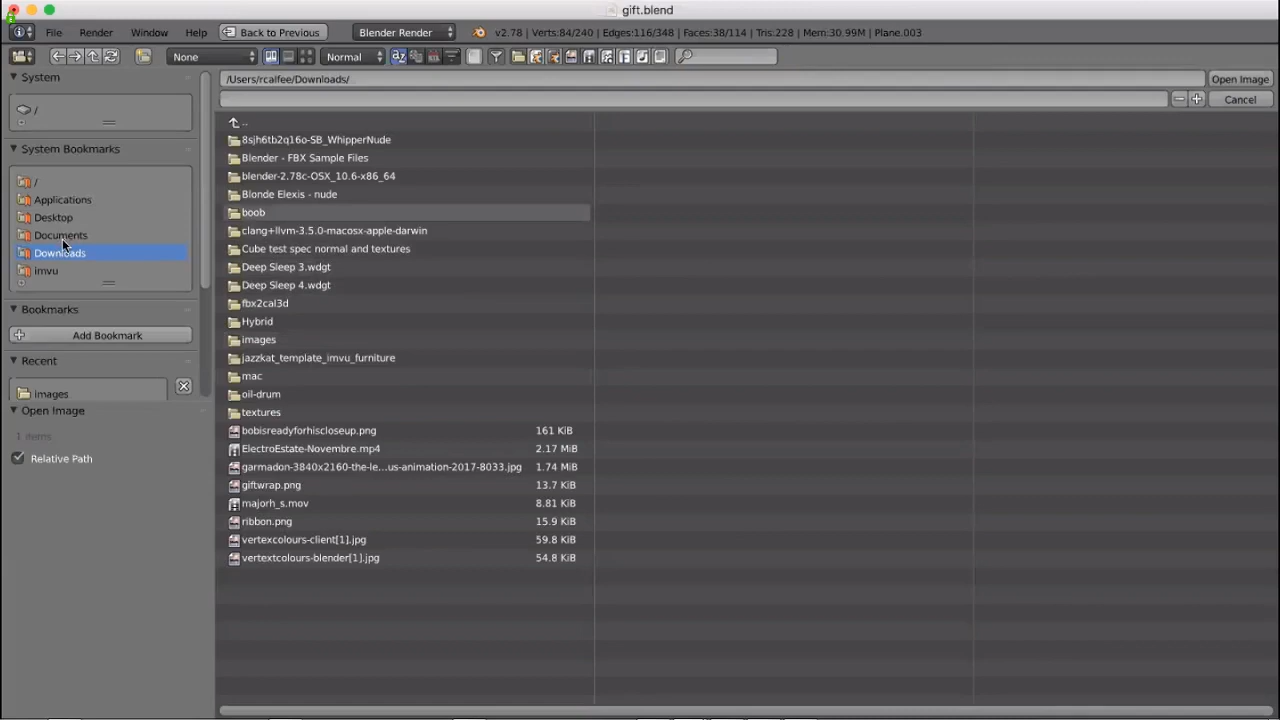 gift.blend
File Render Window Help Back to Previous Blender Render v2.78 | Verts:84/240 | Edges:116/348 | Faces:38/114 | Tris:228 | Mem:30.99M | Plane.003
None Normal
System
/
System Bookmarks
/
Applications
Desktop
Documents
Downloads
imvu
Bookmarks
Add Bookmark
Recent
images
Open Image
1 items
Relative Path
/Users/rcalfee/Downloads/ Open Image
Cancel
..
8sjh6tb2q16o-SB_WhipperNude
Blender - FBX Sample Files
blender-2.78c-OSX_10.6-x86_64
Blonde Elexis - nude
boob
clang+llvm-3.5.0-macosx-apple-darwin
Cube test spec normal and textures
Deep Sleep 3.wdgt
Deep Sleep 4.wdgt
fbx2cal3d
Hybrid
images
jazzkat_template_imvu_furniture
mac
oil-drum
textures
bobisreadyforhiscloseup.png 161 KiB
ElectroEstate-Novembre.mp4 2.17 MiB
garmadon-3840x2160-the-le...us-animation-2017-8033.jpg 1.74 MiB
giftwrap.png 13.7 KiB
majorh_s.mov 8.81 KiB
ribbon.png 15.9 KiB
vertexcolours-client[1].jpg 59.8 KiB
vertextcolours-blender[1].jpg 54.8 KiB